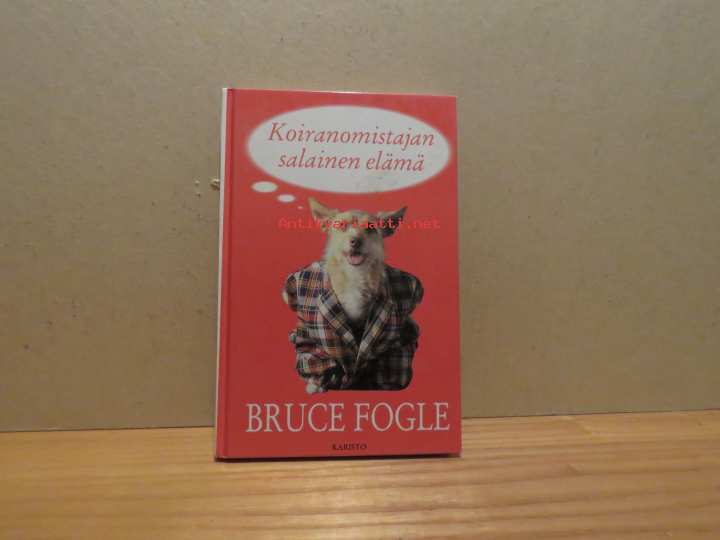 Koiranomistajan
salainen elämä
Antikvariaatti.net
BRUCE FOGLE
KARISTO